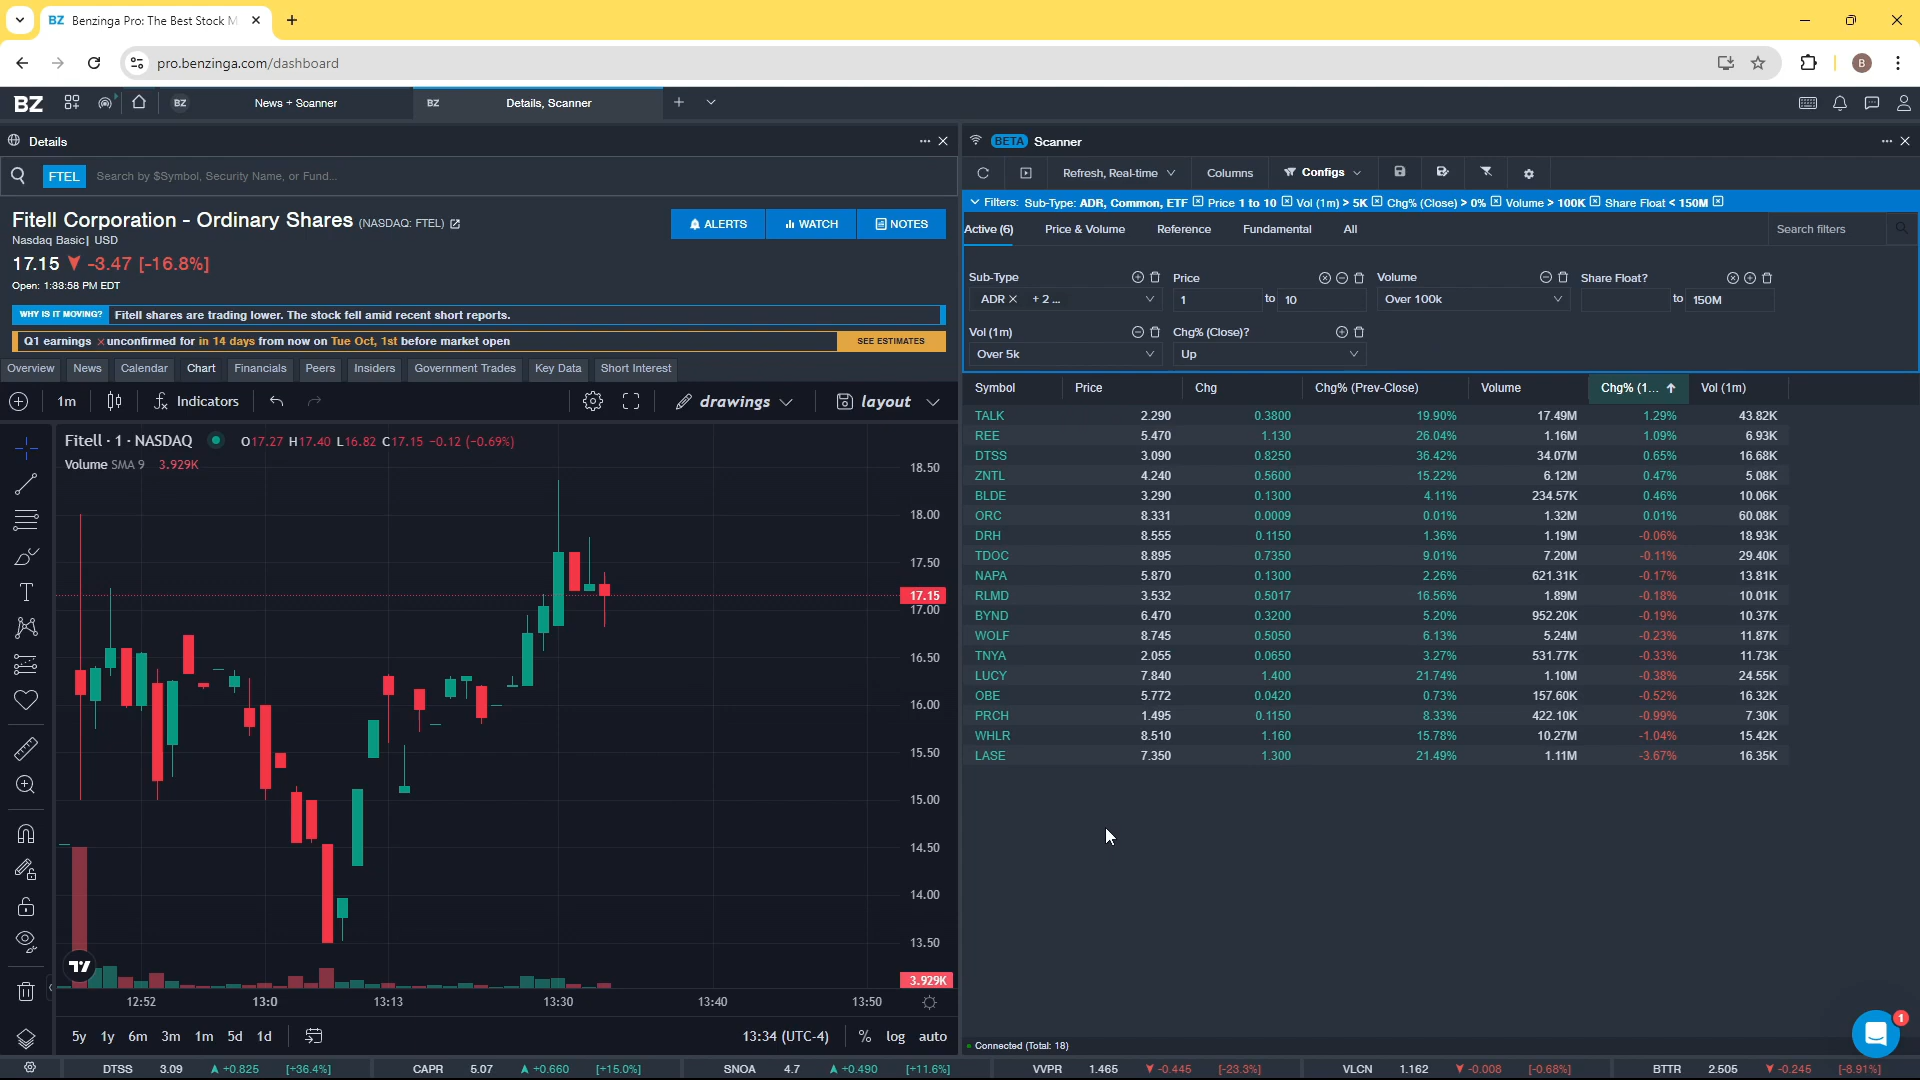 BZ Benzinga Pro: The Best Stock M
pro.benzinga.com/dashboard
B
BZ
BZ News + Scanner
BZ Details, Scanner
Details
FTEL Search by $Symbol, Security Name, or Fund...
Fitell Corporation - Ordinary Shares (NASDAQ: FTEL)
Nasdaq Basic| USD
17.15 -3.47 [-16.8%]
Open: 1:33:58 PM EDT
ALERTS WATCH NOTES
WHY IS IT MOVING? Fitell shares are trading lower. The stock fell amid recent short reports.
Q1 earnings × unconfirmed for in 14 days from now on Tue Oct, 1st before market open SEE ESTIMATES
Overview News Calendar Chart Financials Peers Insiders Government Trades Key Data Short Interest
1m Indicators drawings layout
Fitell · 1 · NASDAQ O17.27 H17.40 L16.82 C17.15 -0.12 (-0.69%)
Volume SMA 9 3.929K
18.50
18.00
17.50
17.15
17.00
16.50
16.00
15.50
15.00
14.50
14.00
13.50
3.929K
12:52 13:0 13:13 13:30 13:40 13:50
5y 1y 6m 3m 1m 5d 1d 13:34 (UTC-4) % log auto
BETA Scanner
Refresh, Real-time Columns Configs
Filters: Sub-Type: ADR, Common, ETF Price 1 to 10 Vol (1m) > 5K Chg% (Close) > 0% Volume > 100K Share Float < 150M
Active (6) Price & Volume Reference Fundamental All Search filters
Sub-Type Price Volume Share Float?
ADR + 2 ... 1 to 10 Over 100k to 150M
Vol (1m) Chg% (Close)?
Over 5k Up
Symbol Price Chg Chg% (Prev-Close) Volume Chg% (1... Vol (1m)
TALK 2.290 0.3800 19.90% 17.49M 1.29% 43.82K
REE 5.470 1.130 26.04% 1.16M 1.09% 6.93K
DTSS 3.090 0.8250 36.42% 34.07M 0.65% 16.68K
ZNTL 4.240 0.5600 15.22% 6.12M 0.47% 5.08K
BLDE 3.290 0.1300 4.11% 234.57K 0.46% 10.06K
ORC 8.331 0.0009 0.01% 1.32M 0.01% 60.08K
DRH 8.555 0.1150 1.36% 1.19M -0.06% 18.93K
TDOC 8.895 0.7350 9.01% 7.20M -0.11% 29.40K
NAPA 5.870 0.1300 2.26% 621.31K -0.17% 13.81K
RLMD 3.532 0.5017 16.56% 1.89M -0.18% 10.01K
BYND 6.470 0.3200 5.20% 952.20K -0.19% 10.37K
WOLF 8.745 0.5050 6.13% 5.24M -0.23% 11.87K
TNYA 2.055 0.0650 3.27% 531.77K -0.33% 11.73K
LUCY 7.840 1.400 21.74% 1.10M -0.38% 24.55K
OBE 5.772 0.0420 0.73% 157.60K -0.52% 16.32K
PRCH 1.495 0.1150 8.33% 422.10K -0.99% 7.30K
WHLR 8.510 1.160 15.78% 10.27M -1.04% 15.42K
LASE 7.350 1.300 21.49% 1.11M -3.67% 16.35K
Connected (Total: 18)
1
DTSS 3.09 +0.825 [+36.4%] CAPR 5.07 +0.660 [+15.0%] SNOA 4.7 +0.490 [+11.6%] VVPR 1.465 -0.445 [-23.3%] VLCN 1.162 -0.008 [-0.68%] BTTR 2.505 -0.245 [-8.91%]